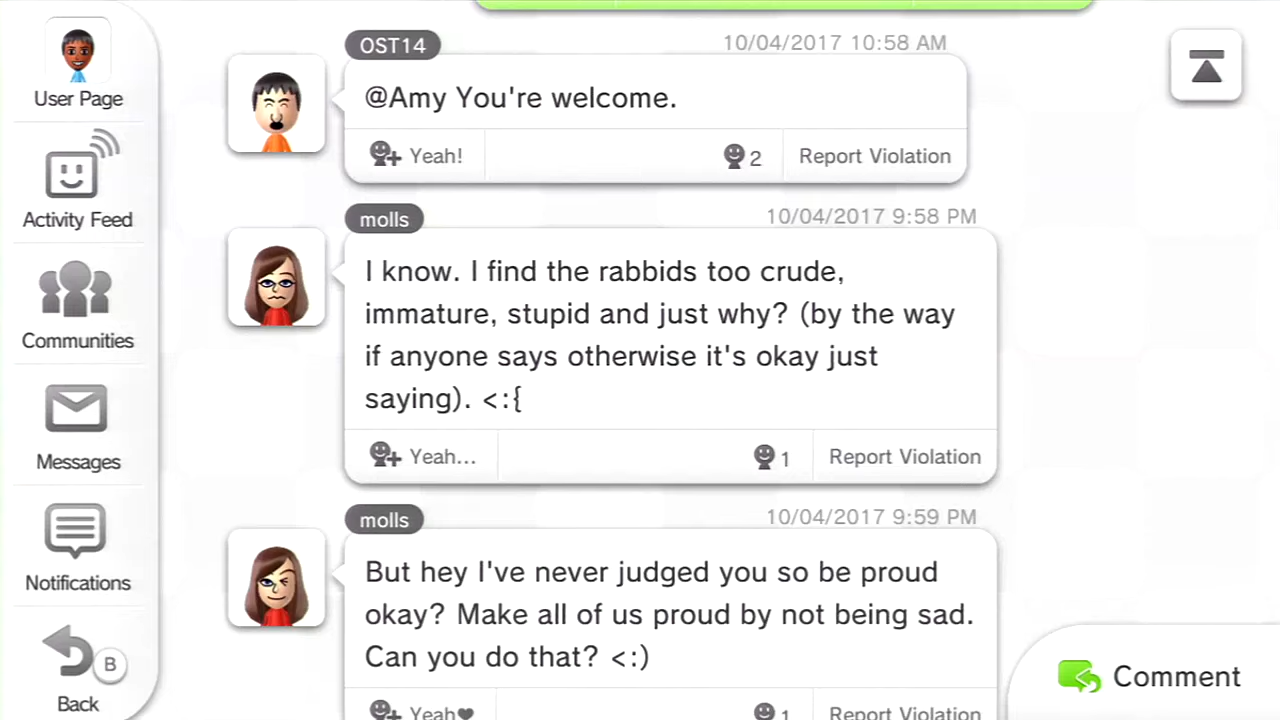 User Page
Activity Feed
Communities
Messages
Notifications
B
Back
OST14
10/04/2017 10:58 AM
@Amy You're welcome.
Yeah!
2
Report Violation
molls
10/04/2017 9:58 PM
I know. I find the rabbids too crude,
immature, stupid and just why? (by the way
if anyone says otherwise it's okay just
saying). <:{
Yeah...
1
Report Violation
molls
10/04/2017 9:59 PM
But hey I've never judged you so be proud
okay? Make all of us proud by not being sad.
Can you do that? <:)
Yeah♥
1
Report Violation
Comment